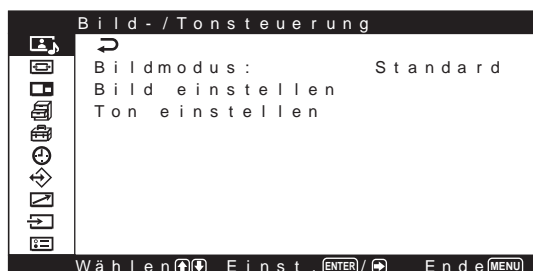 Bild-/Tonsteuerung
Bildmodus: Standard
Bild einstellen
Ton einstellen
Wählen Einst. ENTER / Ende MENU